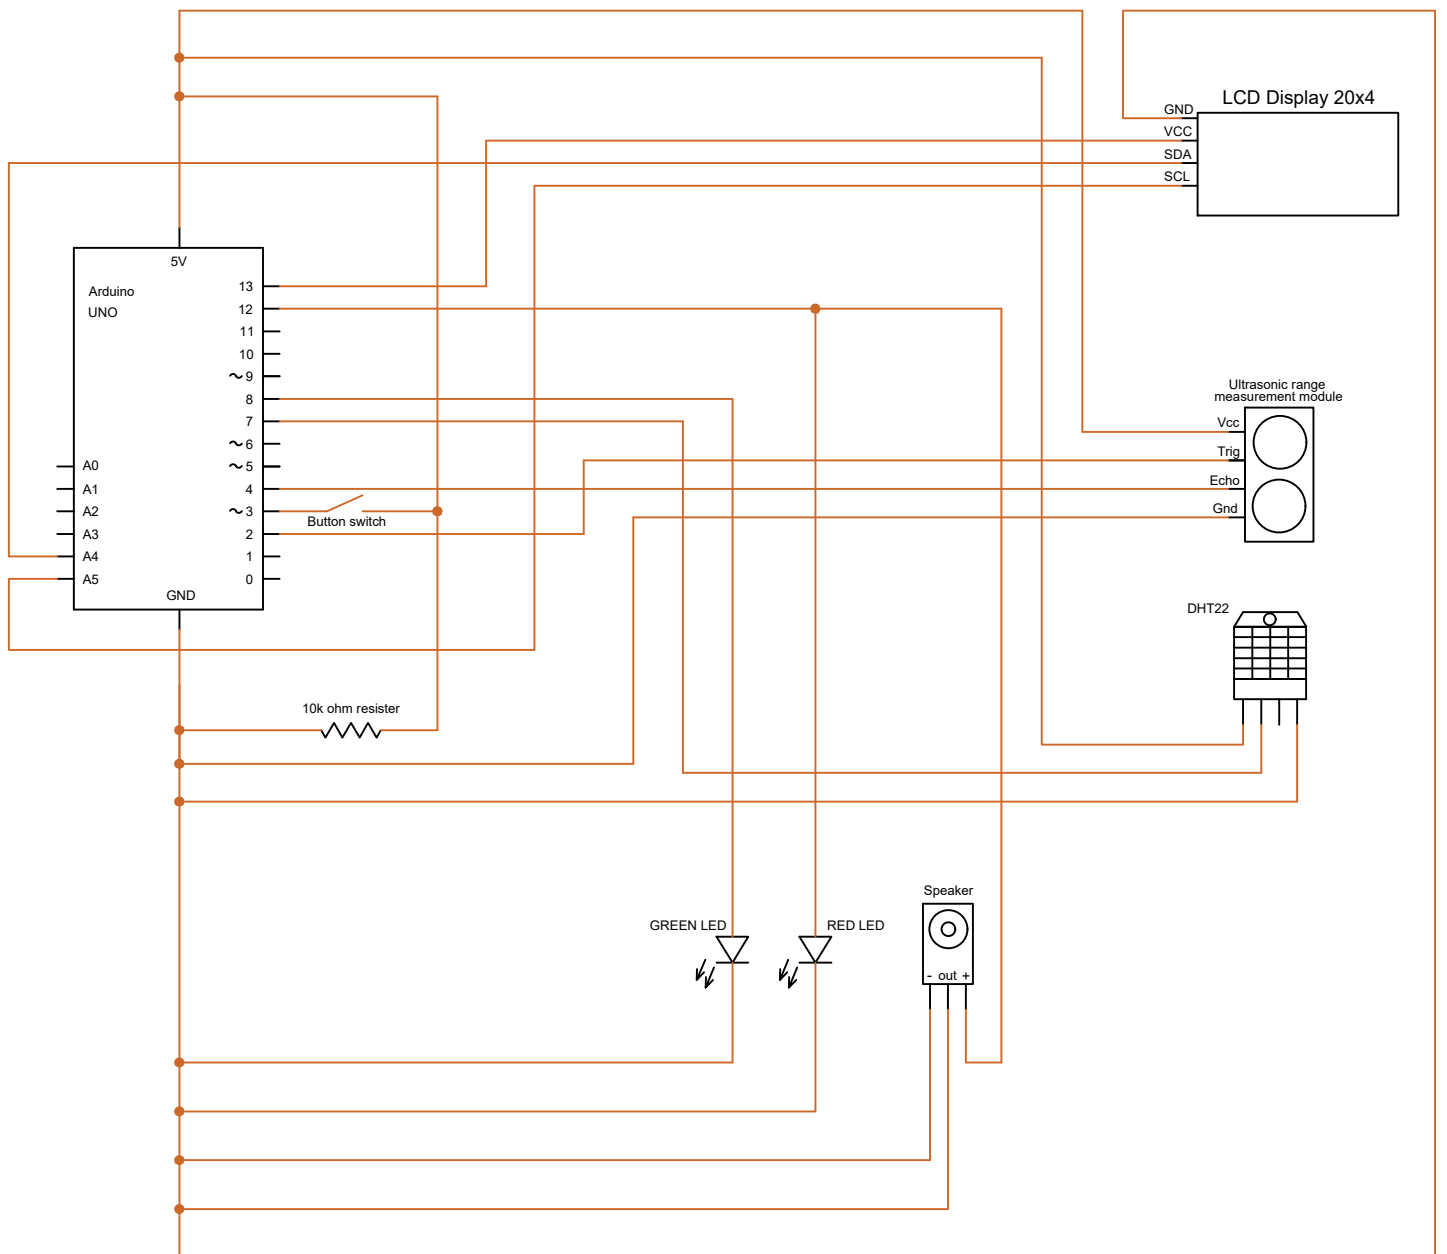 LCD Display 20x4
GND
VCC
SDA
SCL
5V
Arduino
UNO
13
12
11
10
~9
8
7
~6
~5
4
~3
2
1
0
A0
A1
A2
A3
A4
A5
GND
Button switch
Ultrasonic range
measurement module
Vcc
Trig
Echo
Gnd
DHT22
10k ohm resister
Speaker
- out +
GREEN LED
RED LED